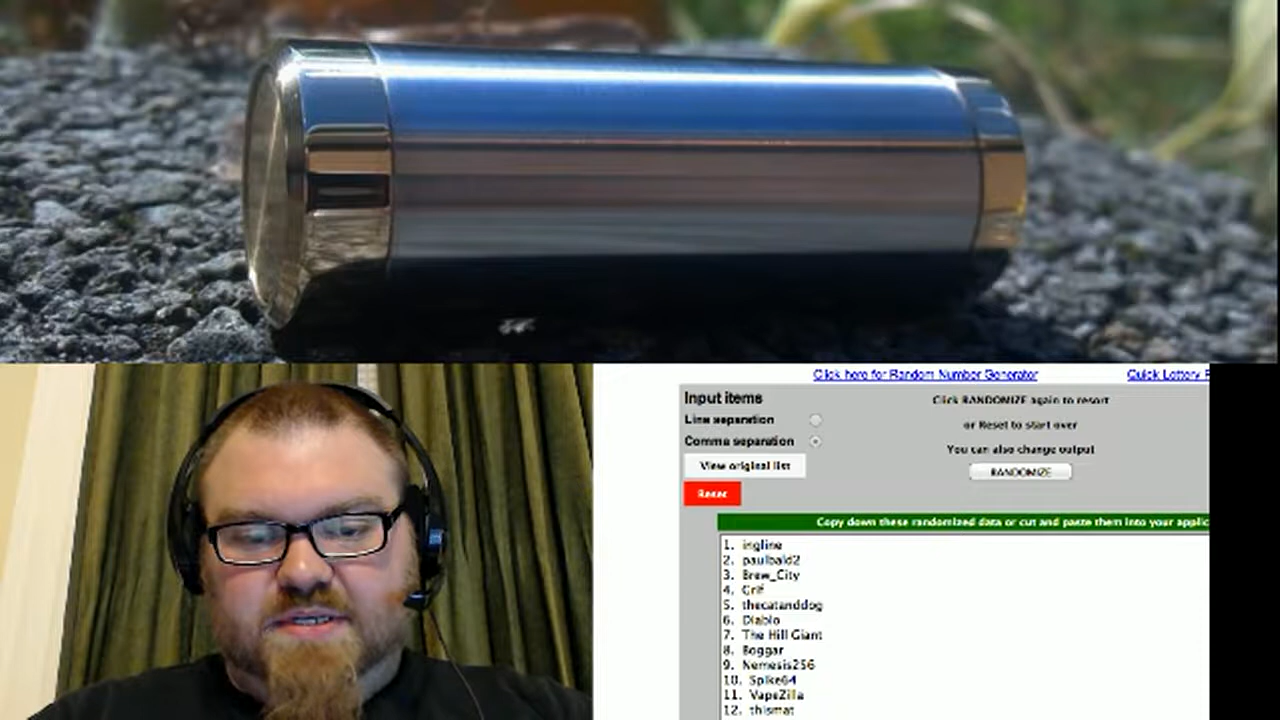 Click here for Random Number Generator
Quick Lottery
Input items
Line separation
Comma separation
View original list
Reset
Click RANDOMIZE again to resort
or Reset to start over
You can also change output
RANDOMIZE
Copy down these randomized data or cut and paste them into your applic
1. ingline
2. paulbald2
3. Brew_City
4. Grif
5. thecatanddog
6. Diablo
7. The Hill Giant
8. Boggar
9. Nemesis256
10. Spike64
11. VapeZilla
12. thismat